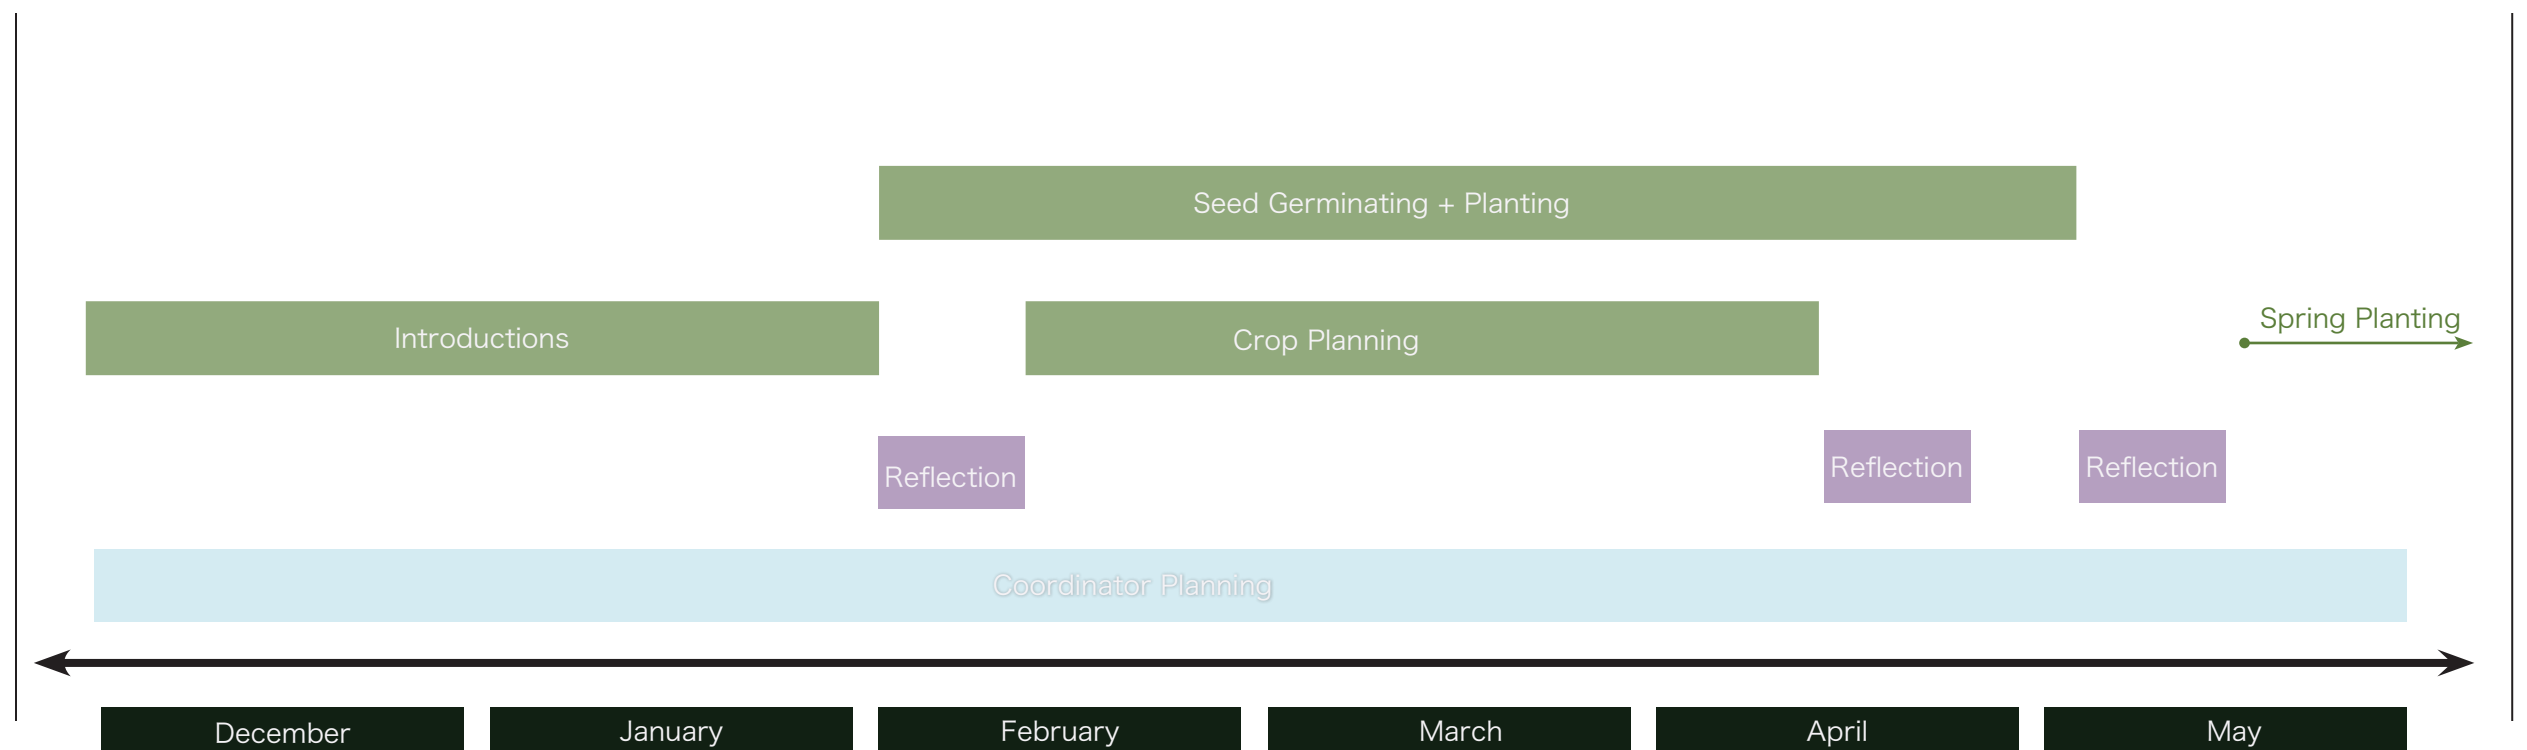 Seed Germinating + Planting
Spring Planting
Introductions
Crop Planning
Reflection
Reflection
Reflection
Coordinator Planning
December
January
February
March
April
May